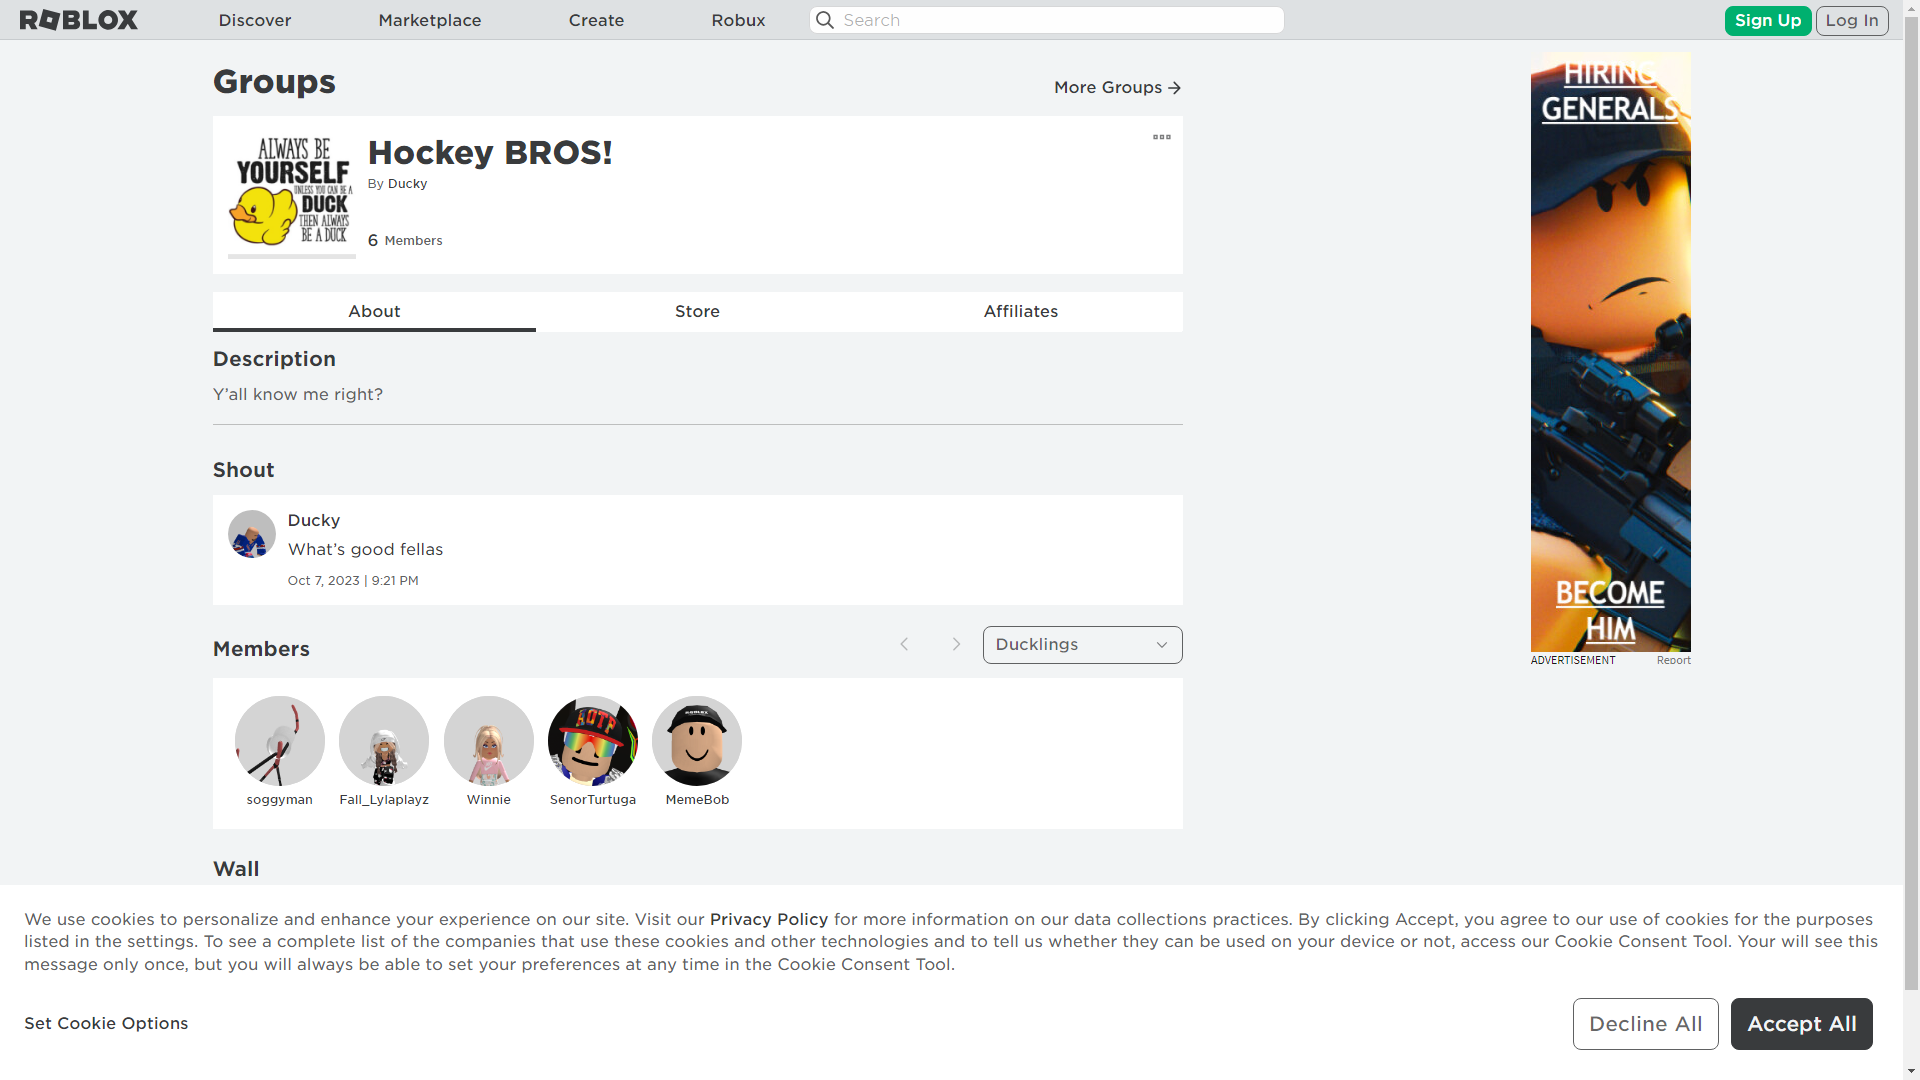 ROBLOX
Discover
Marketplace
Create
Robux
Search
Sign Up
Log In
Groups
More Groups
ALWAYS BE
YOURSELF
UNLESS YOU CAN BE A
DUCK
THEN ALWAYS
BE A DUCK
Hockey BROS!
By Ducky
6 Members
About
Store
Affiliates
Description
Y’all know me right?
Shout
Ducky
What’s good fellas
Oct 7, 2023 | 9:21 PM
Members
Ducklings
AOTP
ROBLOX
soggyman
Fall_Lylaplayz
Winnie
SenorTurtuga
MemeBob
Wall
HIRING
GENERALS
BECOME
HIM
ADVERTISEMENT
Report
We use cookies to personalize and enhance your experience on our site. Visit our Privacy Policy for more information on our data collections practices. By clicking Accept, you agree to our use of cookies for the purposes
listed in the settings. To see a complete list of the companies that use these cookies and other technologies and to tell us whether they can be used on your device or not, access our Cookie Consent Tool. Your will see this
message only once, but you will always be able to set your preferences at any time in the Cookie Consent Tool.
Set Cookie Options
Decline All
Accept All